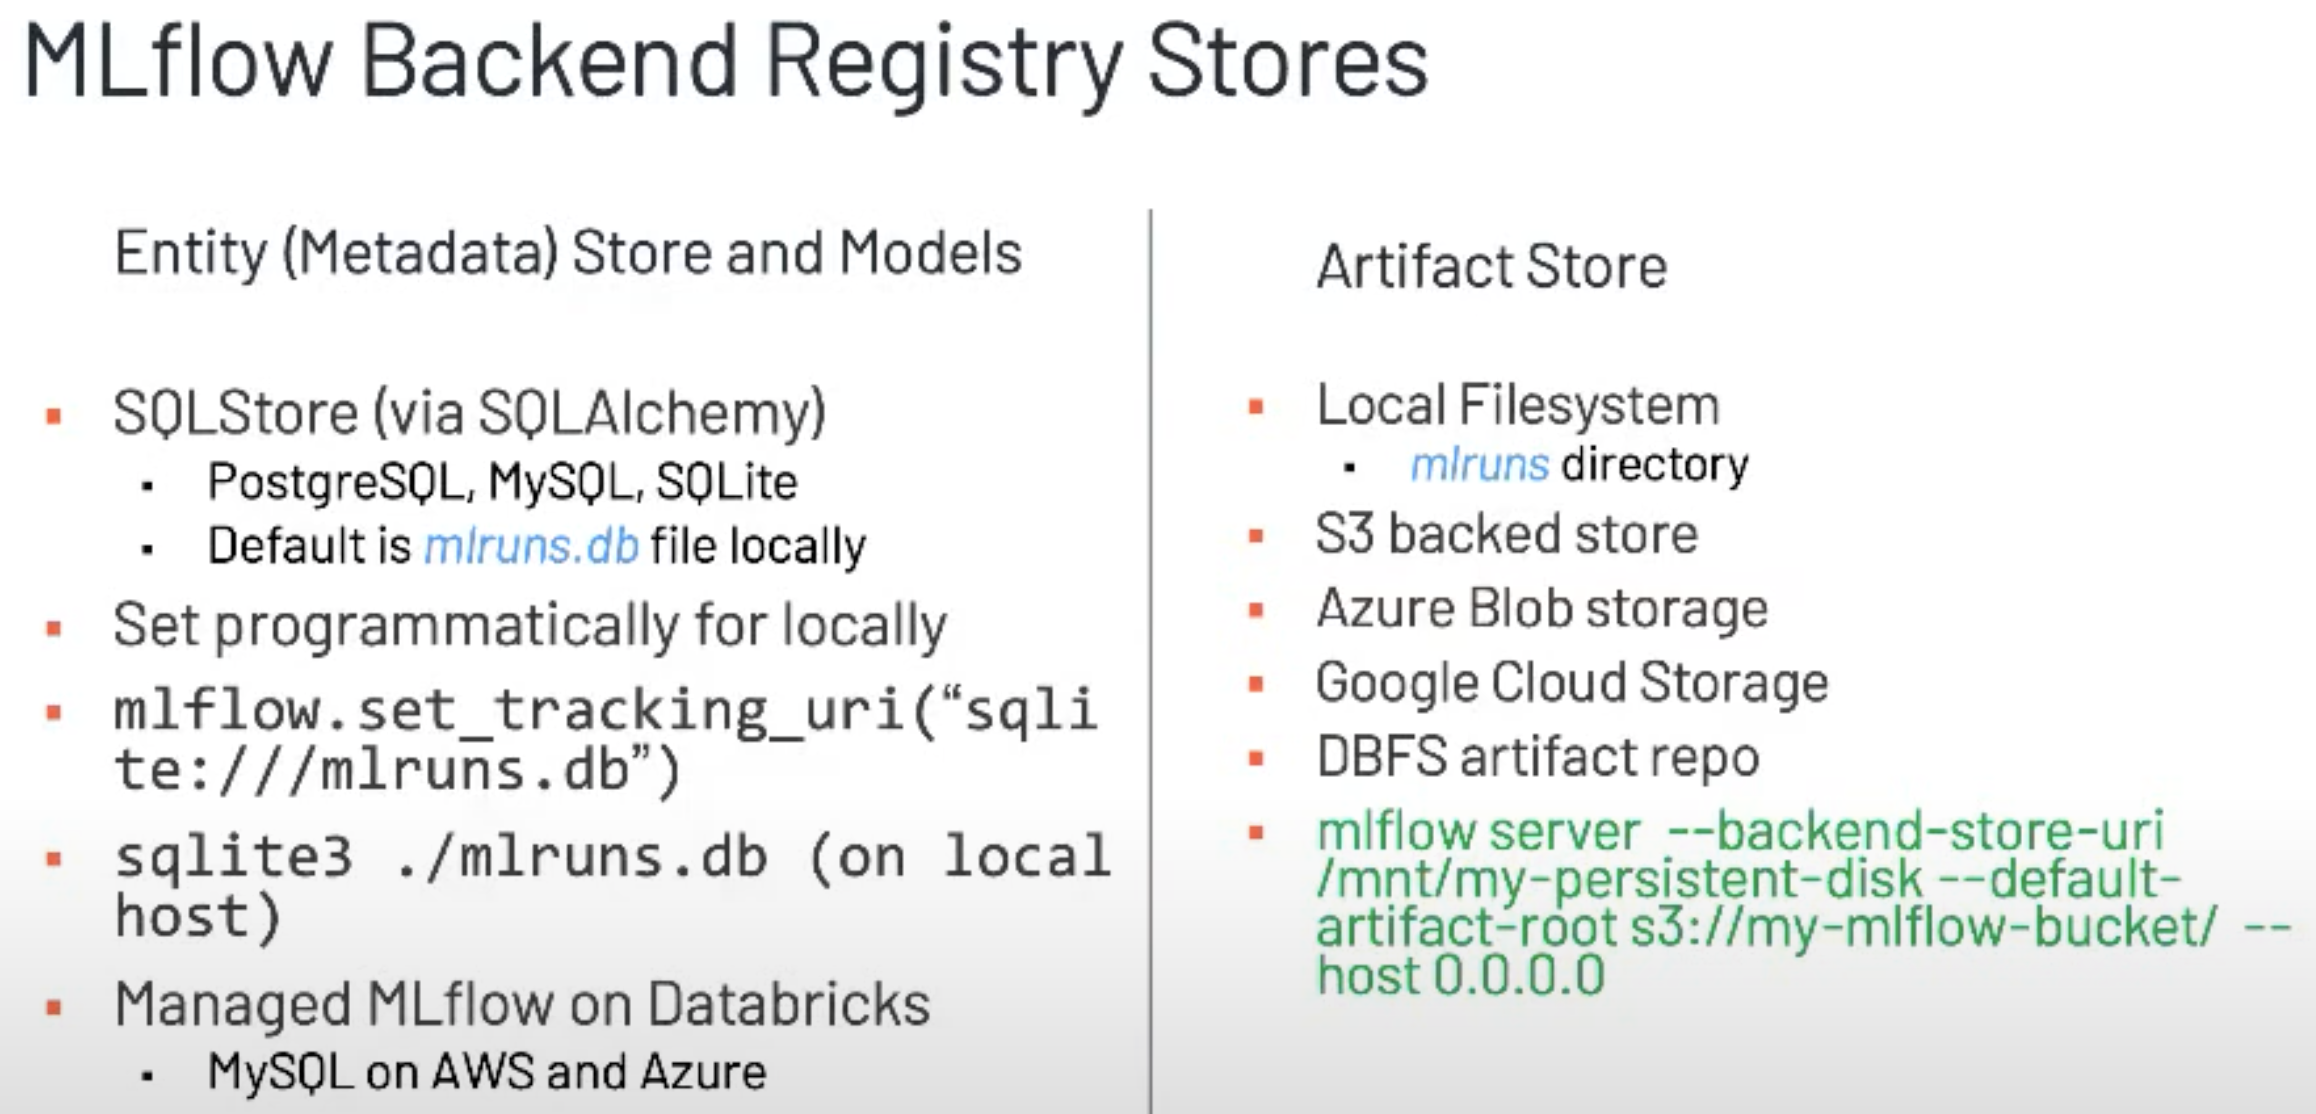 MLflow Backend Registry Stores
Entity (Metadata) Store and Models
▪ SQLStore (via SQLAlchemy)
▪ PostgreSQL, MySQL, SQLite
▪ Default is mlruns.db file locally
▪ Set programmatically for locally
▪ mlflow.set_tracking_uri(“sqli
te:///mlruns.db”)
▪ sqlite3 ./mlruns.db (on local
host)
▪ Managed MLflow on Databricks
▪ MySQL on AWS and Azure
Artifact Store
▪ Local Filesystem
▪ mlruns directory
▪ S3 backed store
▪ Azure Blob storage
▪ Google Cloud Storage
▪ DBFS artifact repo
▪ mlflow server --backend-store-uri
/mnt/my-persistent-disk --default-
artifact-root s3://my-mlflow-bucket/ --
host 0.0.0.0